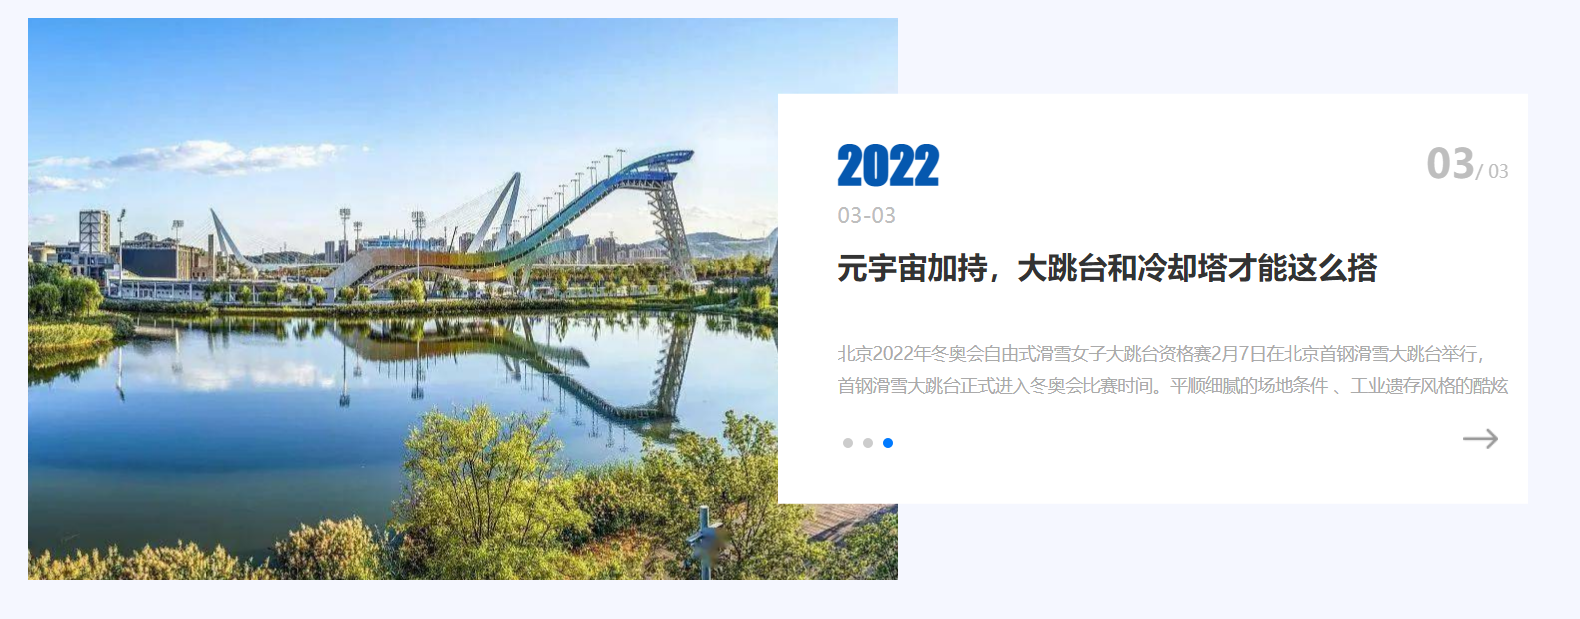 2022
03/ 03
03-03
元宇宙加持，大跳台和冷却塔才能这么搭
北京2022年冬奥会自由式滑雪女子大跳台资格赛2月7日在北京首钢滑雪大跳台举行，
首钢滑雪大跳台正式进入冬奥会比赛时间。平顺细腻的场地条件 、工业遗存风格的酷炫